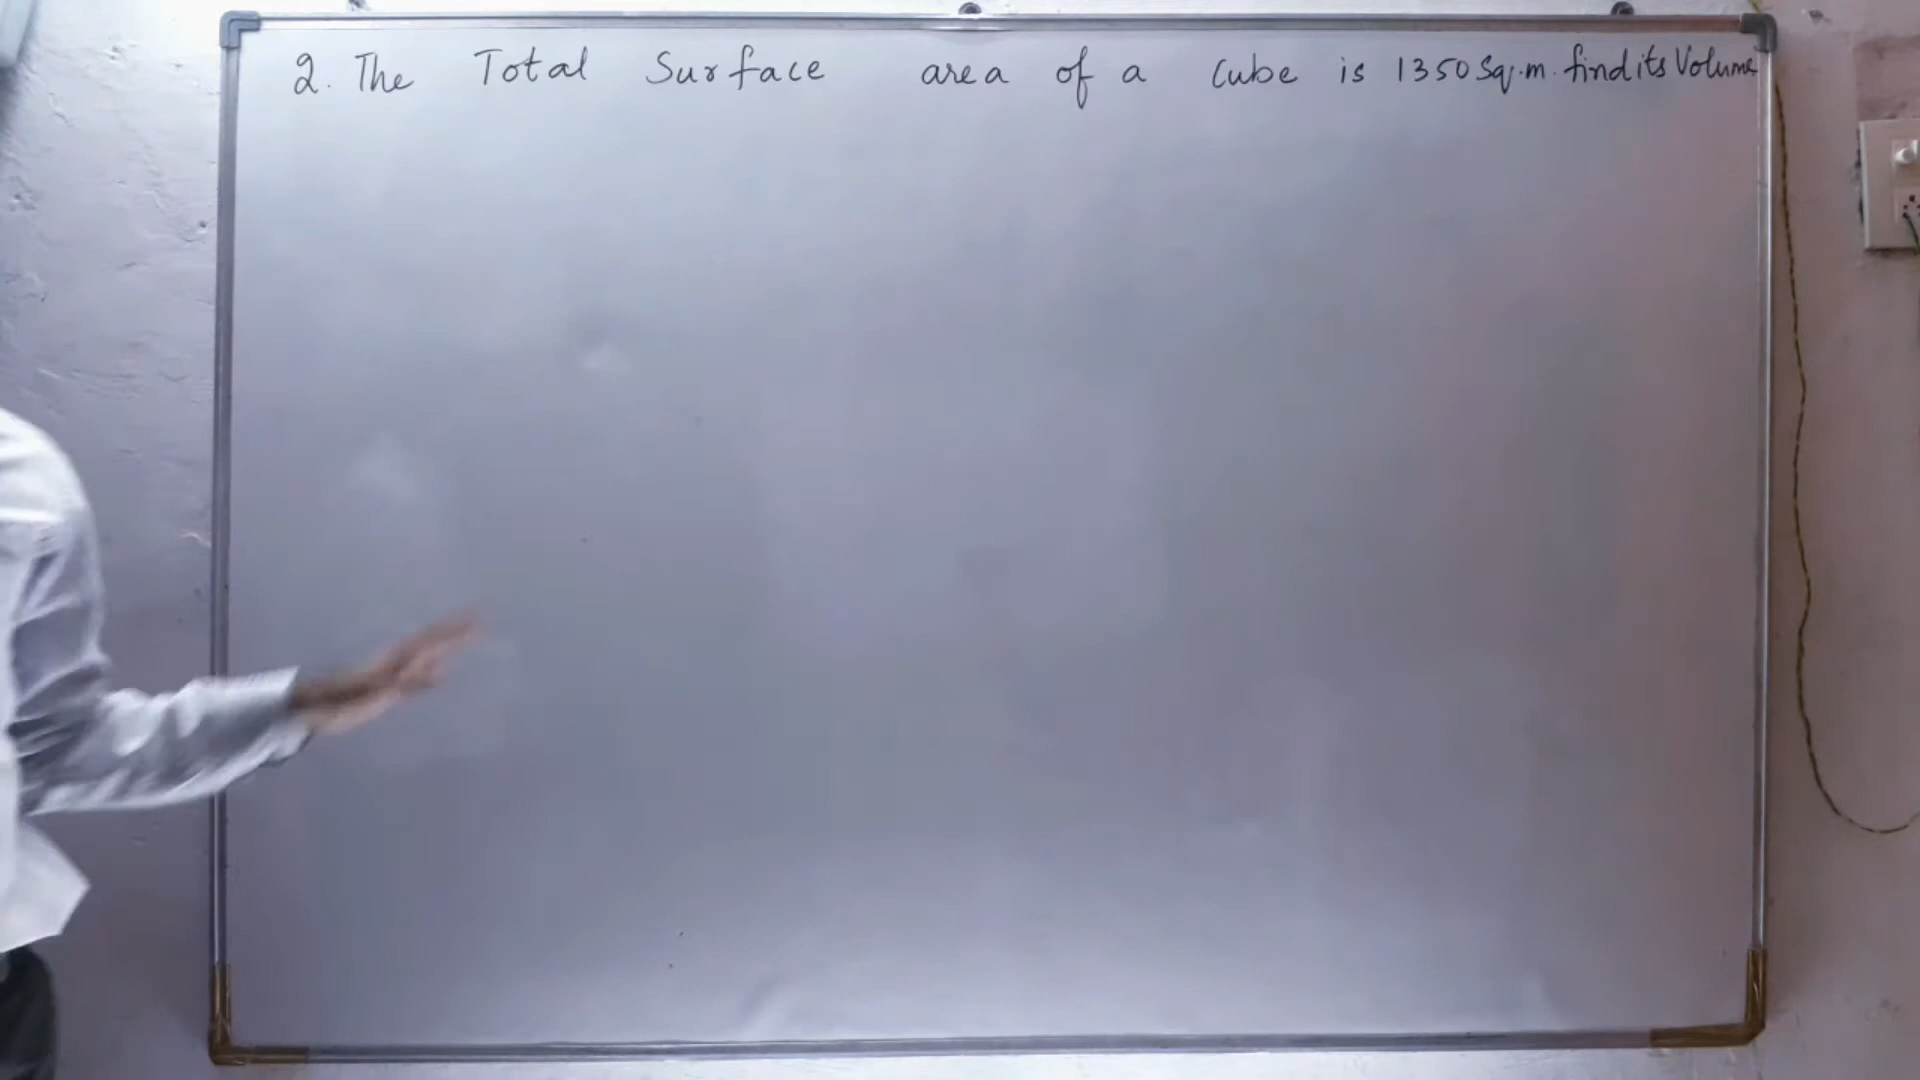 2. The Total Surface area of a Cube is 1350 Sq.m. find its Volume